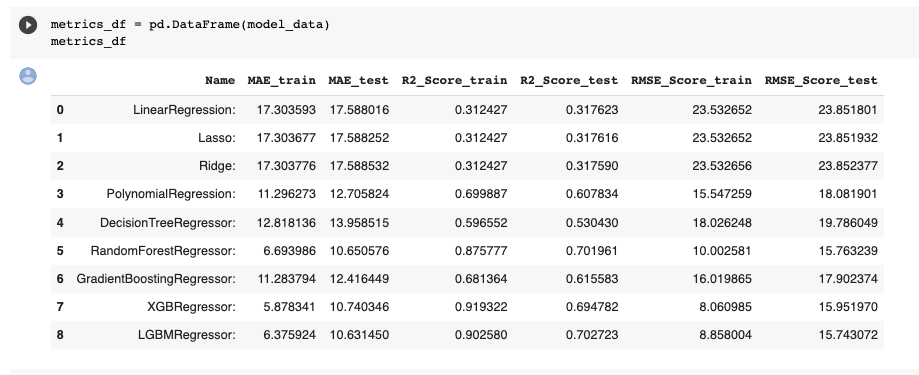 metrics_df = pd.DataFrame(model_data)
metrics_df
Name MAE_train MAE_test R2_Score_train R2_Score_test RMSE_Score_train RMSE_Score_test
0 LinearRegression: 17.303593 17.588016 0.312427 0.317623 23.532652 23.851801
1 Lasso: 17.303677 17.588252 0.312427 0.317616 23.532652 23.851932
2 Ridge: 17.303776 17.588532 0.312427 0.317590 23.532656 23.852377
3 PolynomialRegression: 11.296273 12.705824 0.699887 0.607834 15.547259 18.081901
4 DecisionTreeRegressor: 12.818136 13.958515 0.596552 0.530430 18.026248 19.786049
5 RandomForestRegressor: 6.693986 10.650576 0.875777 0.701961 10.002581 15.763239
6 GradientBoostingRegressor: 11.283794 12.416449 0.681364 0.615583 16.019865 17.902374
7 XGBRegressor: 5.878341 10.740346 0.919322 0.694782 8.060985 15.951970
8 LGBMRegressor: 6.375924 10.631450 0.902580 0.702723 8.858004 15.743072